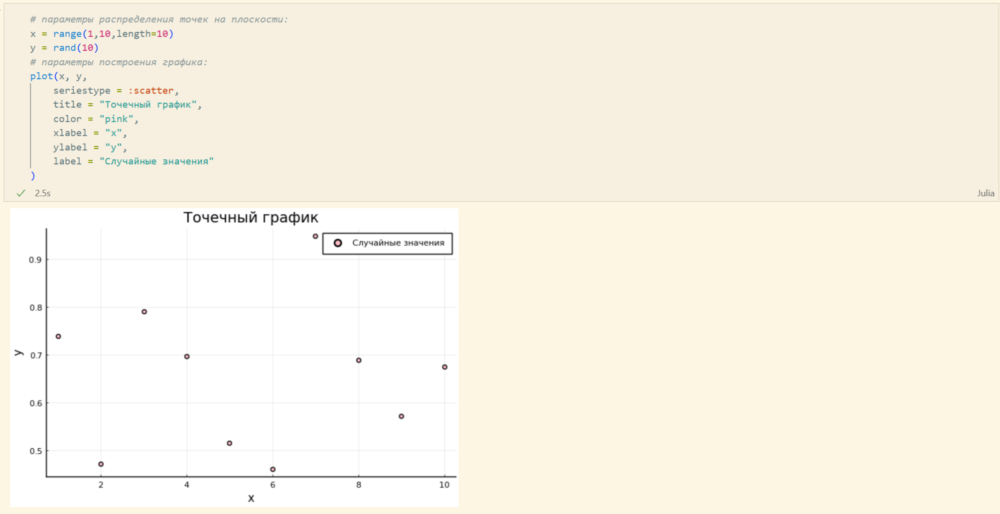 # параметры распределения точек на плоскости:
x = range(1,10,length=10)
y = rand(10)
# параметры построения графика:
plot(x, y,
    seriestype = :scatter,
    title = "Точечный график",
    color = "pink",
    xlabel = "x",
    ylabel = "y",
    label = "Случайные значения"
)
2.5s
Julia
Точечный график
Случайные значения
0.9
0.8
0.7
0.6
0.5
y
2 4 6 8 10
x